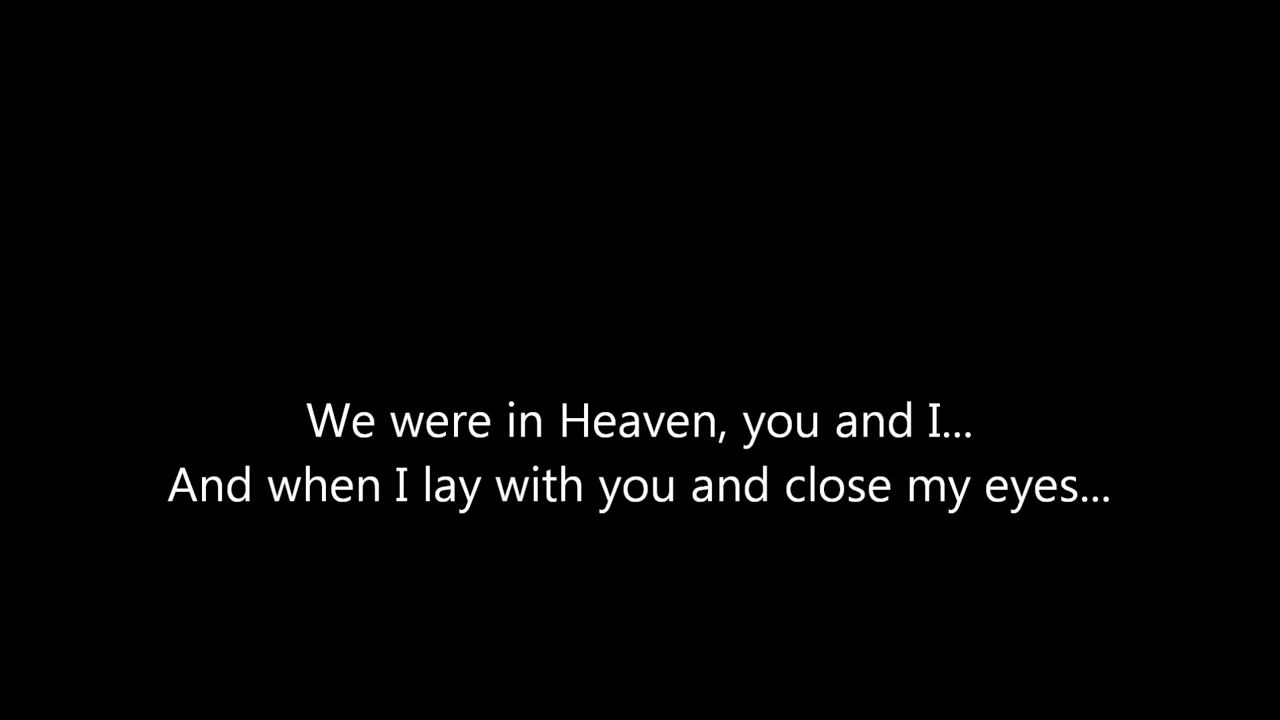 We were in Heaven, you and I...
And when I lay with you and close my eyes...